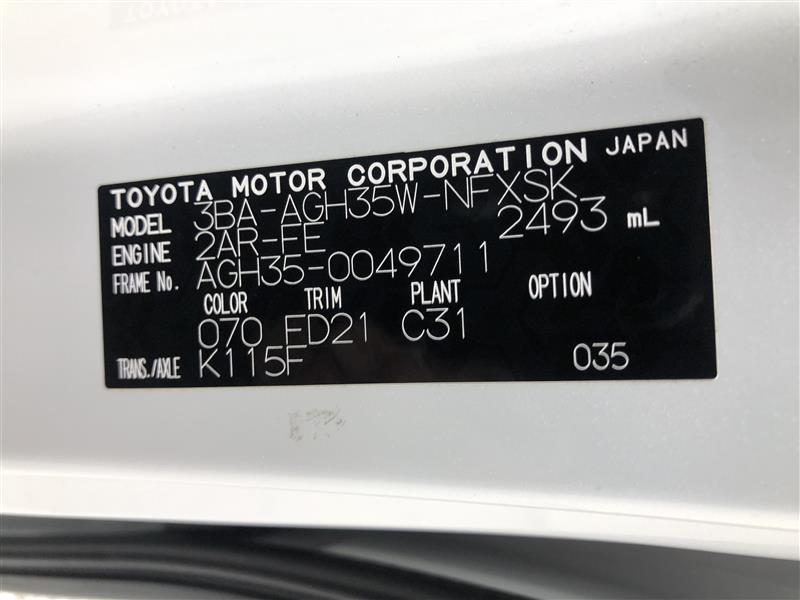 TOYOTA MOTOR CORPORATION JAPAN
MODEL 3BA-AGH35W-NFXSK
ENGINE 2AR-FE 2493 mL
FRAME No. AGH35-0049711
COLOR TRIM PLANT OPTION
070 FD21 C31
TRANS./AXLE K115F 035